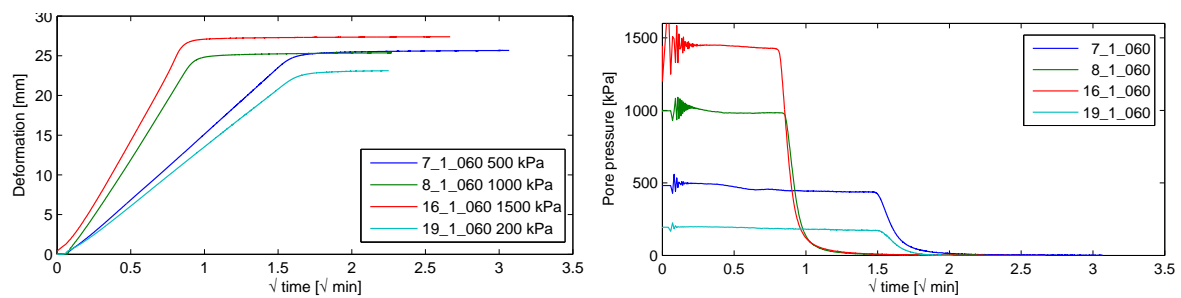 30
25
20
15
10
5
0
Deformation [mm]
0 0.5 1 1.5 2 2.5 3 3.5
√ time [√ min]
7_1_060 500 kPa
8_1_060 1000 kPa
16_1_060 1500 kPa
19_1_060 200 kPa
1500
1000
500
0
Pore pressure [kPa]
0 0.5 1 1.5 2 2.5 3 3.5
√ time [√ min]
7_1_060
8_1_060
16_1_060
19_1_060